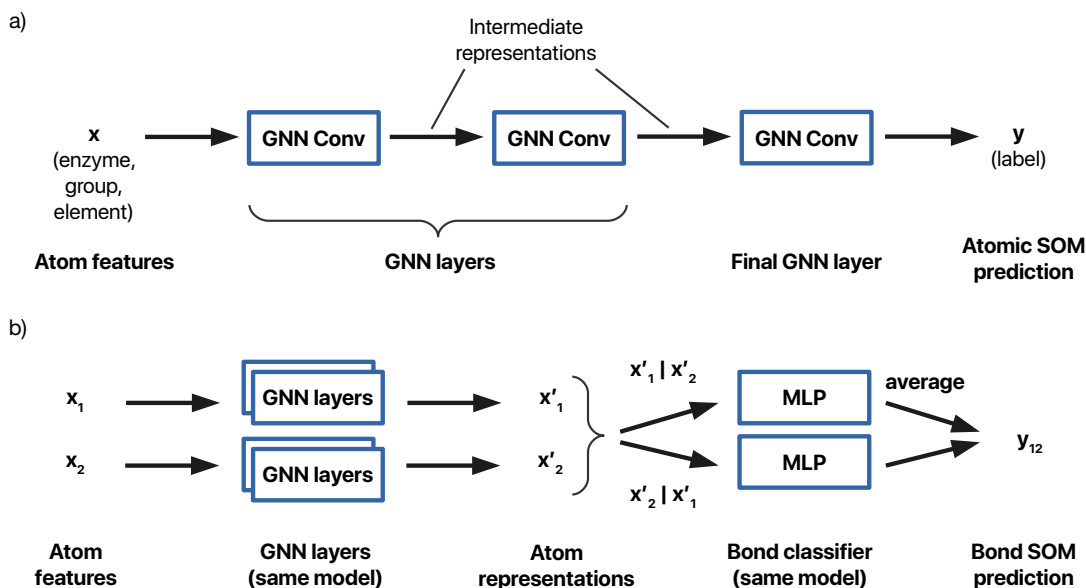 a)
Intermediate
representations
x
(enzyme,
group,
element)
GNN Conv
GNN Conv
GNN Conv
y
(label)
Atom features
GNN layers
Final GNN layer
Atomic SOM
prediction
b)
x₁
x₂
GNN layers
GNN layers
x′₁
x′₂
x′₁ | x′₂
x′₂ | x′₁
MLP
MLP
average
y₁₂
Atom
features
GNN layers
(same model)
Atom
representations
Bond classifier
(same model)
Bond SOM
prediction